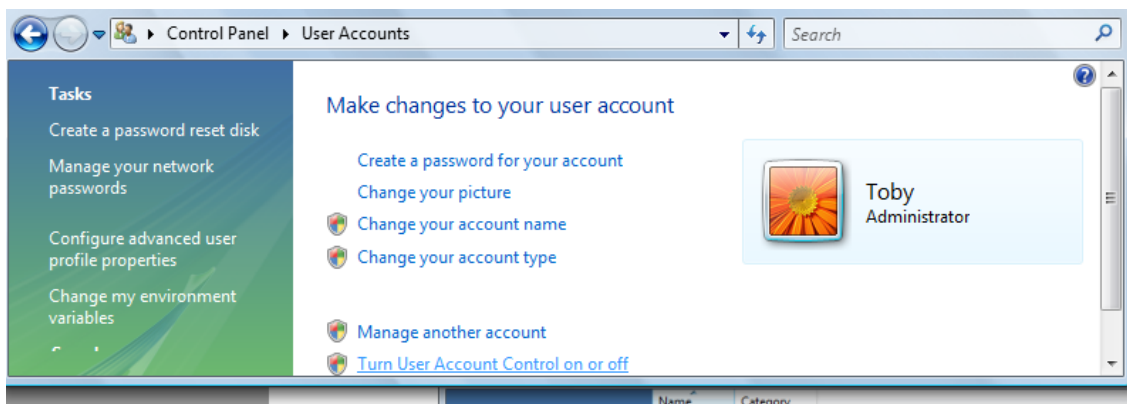 Control Panel User Accounts
Search
Tasks
Create a password reset disk
Manage your network
passwords
Configure advanced user
profile properties
Change my environment
variables
Make changes to your user account
Create a password for your account
Change your picture
Change your account name
Change your account type
Manage another account
Turn User Account Control on or off
Toby
Administrator
Name Category